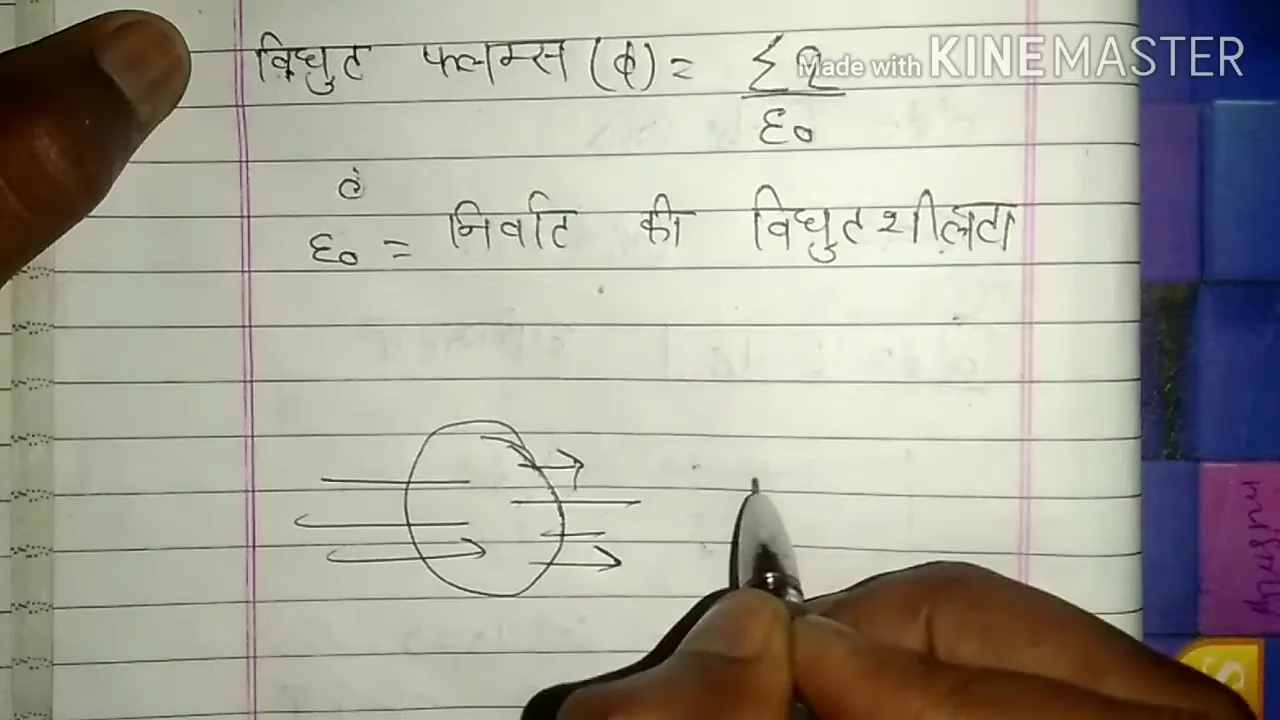 विद्युत फ्लक्स (ϕ) = ΣQ
Made with KINEMASTER
ε₀
ε₀ = निर्वात की विद्युतशीलता